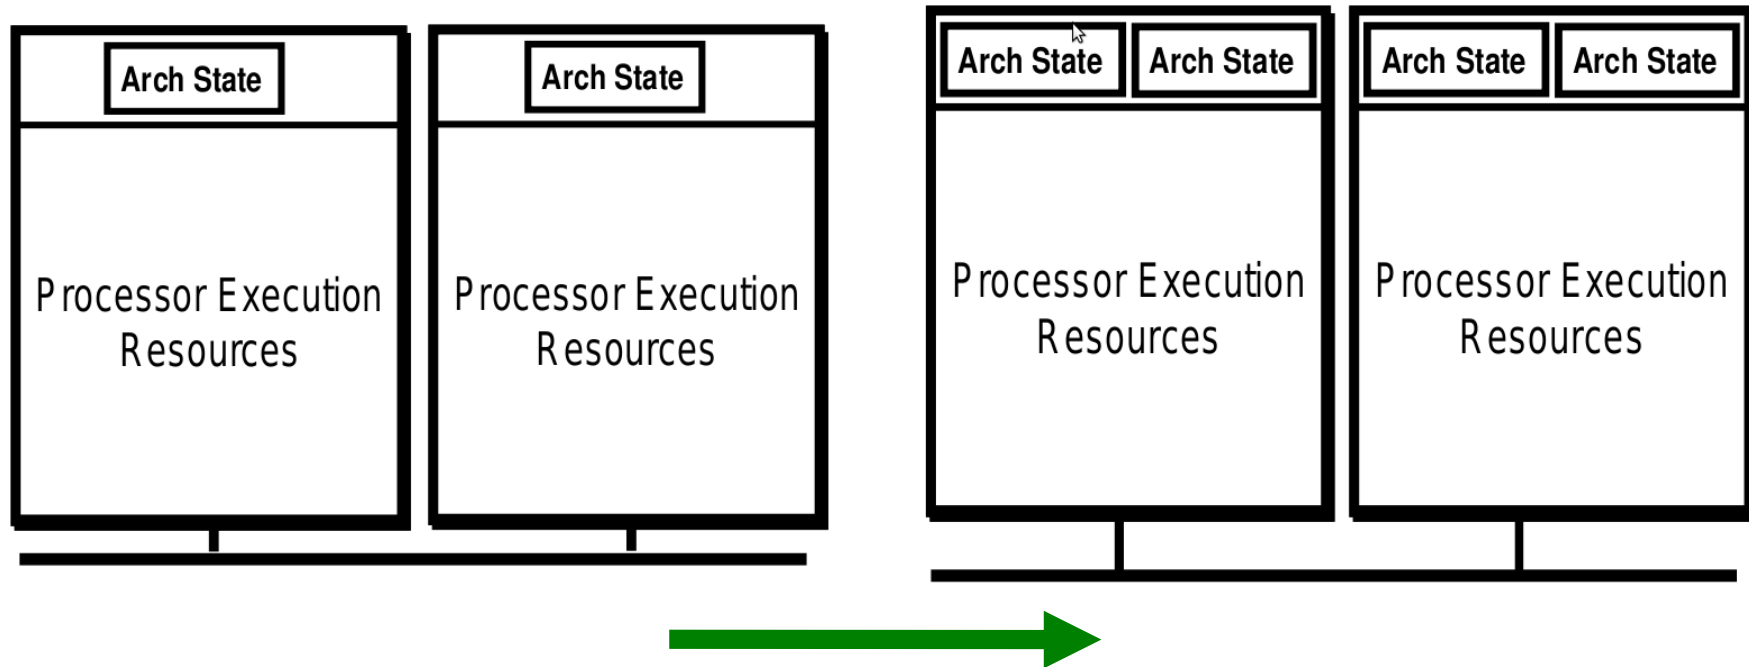 Arch State
Arch State
Arch State
Arch State
Arch State
Arch State
Processor Execution
Resources
Processor Execution
Resources
Processor Execution
Resources
Processor Execution
Resources